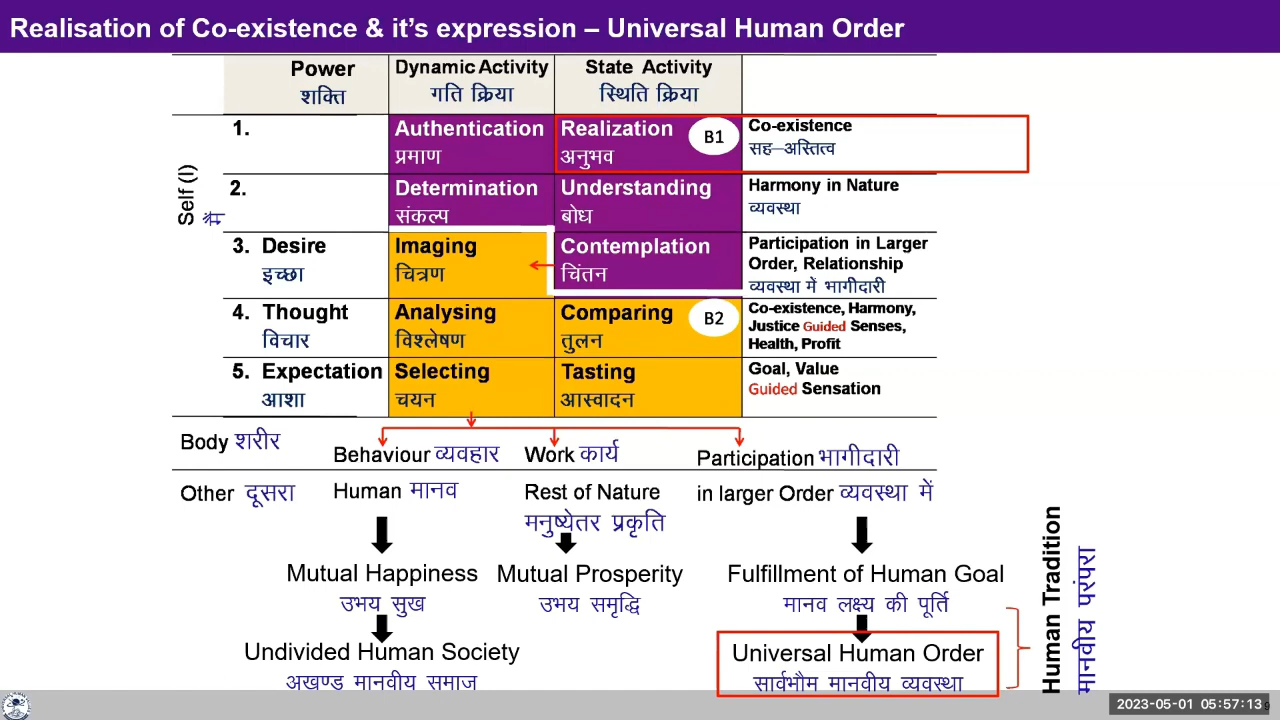 Realisation of Co-existence & it's expression – Universal Human Order
Power
शक्ति
Dynamic Activity
गति क्रिया
State Activity
स्थिति क्रिया
Self (I)
मैं
1.
Authentication
प्रमाण
Realization
अनुभव
B1
Co-existence
सह–अस्तित्व
2.
Determination
संकल्प
Understanding
बोध
Harmony in Nature
व्यवस्था
3. Desire
इच्छा
Imaging
चित्रण
Contemplation
चिंतन
Participation in Larger
Order, Relationship
व्यवस्था में भागीदारी
4. Thought
विचार
Analysing
विश्लेषण
Comparing
तुलन
B2
Co-existence, Harmony,
Justice Guided Senses,
Health, Profit
5. Expectation
आशा
Selecting
चयन
Tasting
आस्वादन
Goal, Value
Guided Sensation
Body शरीर
Behaviour व्यवहार
Work कार्य
Participation भागीदारी
Other दूसरा
Human मानव
Rest of Nature
मनुष्येतर प्रकृति
in larger Order व्यवस्था में
Mutual Happiness
उभय सुख
Mutual Prosperity
उभय समृद्धि
Fulfillment of Human Goal
मानव लक्ष्य की पूर्ति
Undivided Human Society
अखण्ड मानवीय समाज
Universal Human Order
सार्वभौम मानवीय व्यवस्था
Human Tradition
मानवीय परंपरा
2023-05-01 05:57:13
9